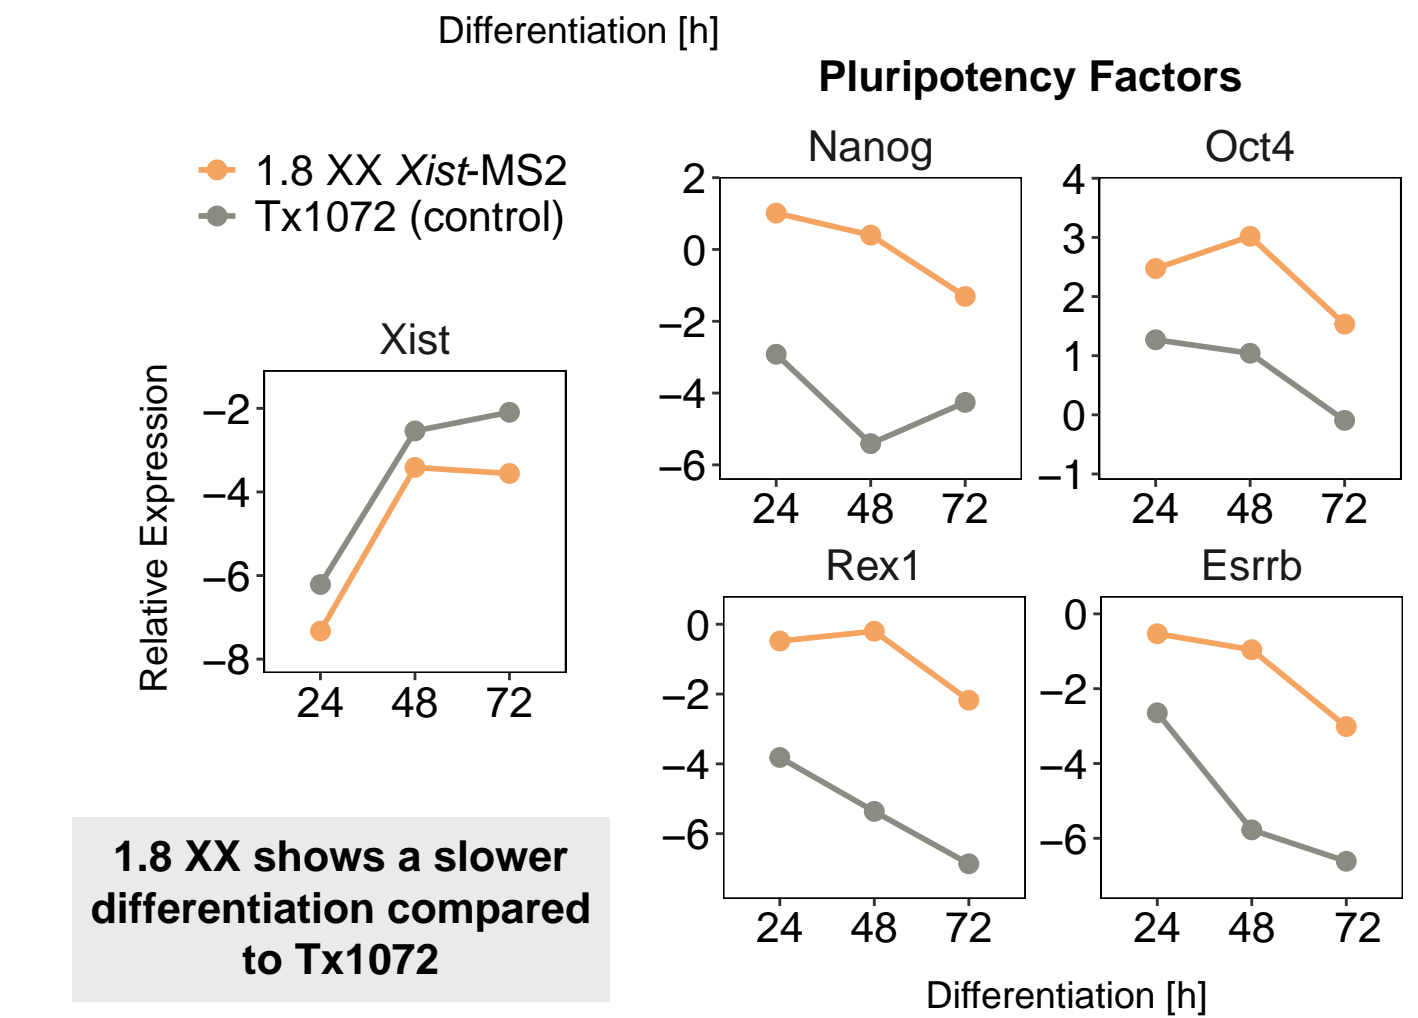 Differentiation [h]
Pluripotency Factors
1.8 XX Xist-MS2
Tx1072 (control)
Xist
Relative Expression
−2
−4
−6
−8
24 48 72
Nanog
2
0
−2
−4
−6
24 48 72
Oct4
4
3
2
1
0
−1
24 48 72
Rex1
0
−2
−4
−6
24 48 72
Esrrb
0
−2
−4
−6
24 48 72
Differentiation [h]
1.8 XX shows a slower
differentiation compared
to Tx1072